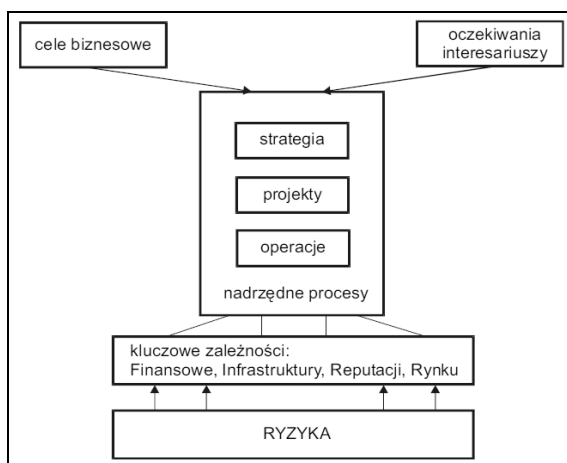 cele biznesowe
oczekiwania
interesariuszy
strategia
projekty
operacje
nadrzędne procesy
kluczowe zależności:
Finansowe, Infrastruktury, Reputacji, Rynku
RYZYKA